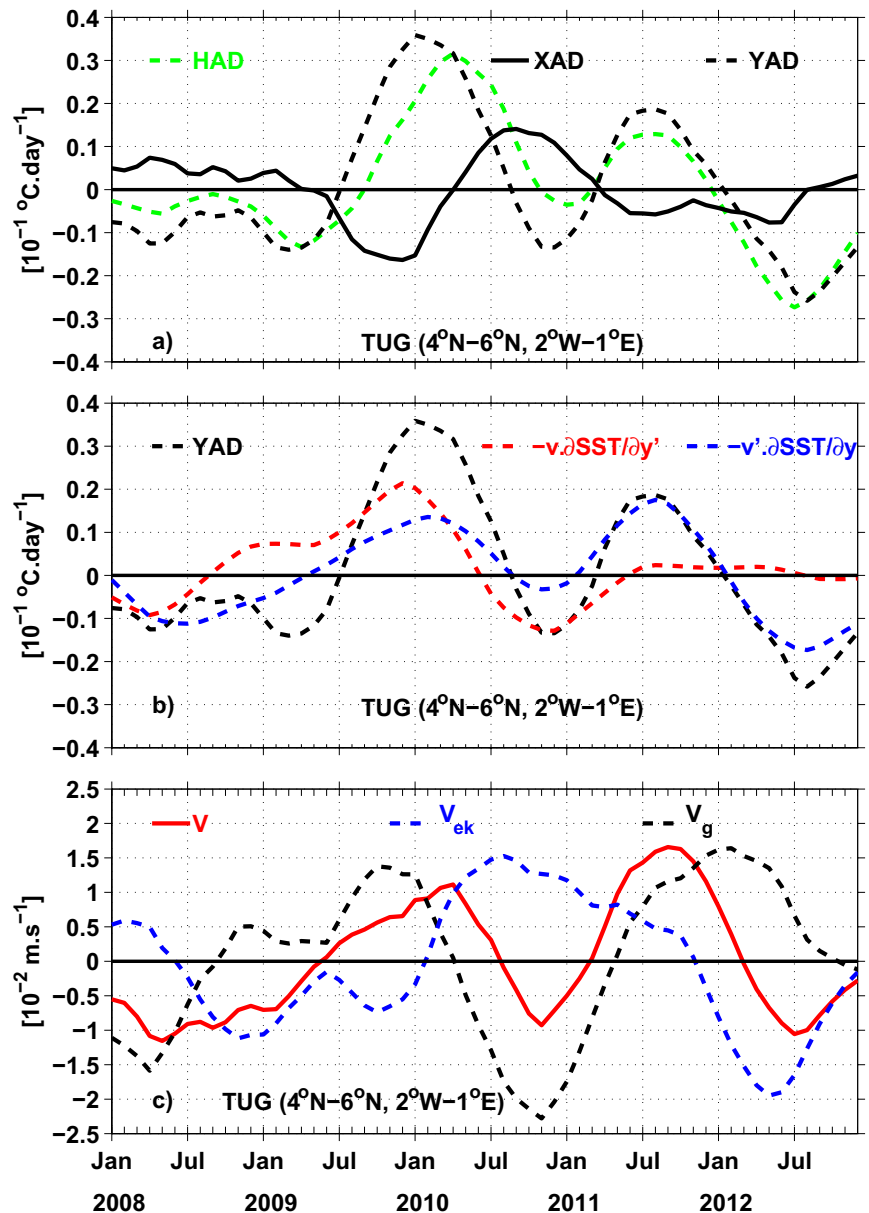 HAD XAD YAD
0.4
0.3
0.2
0.1
0
−0.1
−0.2
−0.3
−0.4
[10⁻¹ °C.day⁻¹]
a) TUG (4°N−6°N, 2°W−1°E)
YAD −v.∂SST/∂y' −v'.∂SST/∂y
0.4
0.3
0.2
0.1
0
−0.1
−0.2
−0.3
−0.4
[10⁻¹ °C.day⁻¹]
b) TUG (4°N−6°N, 2°W−1°E)
V V_ek V_g
2.5
2
1.5
1
0.5
0
−0.5
−1
−1.5
−2
−2.5
[10⁻² m.s⁻¹]
c) TUG (4°N−6°N, 2°W−1°E)
Jan Jul Jan Jul Jan Jul Jan Jul Jan Jul
2008 2009 2010 2011 2012